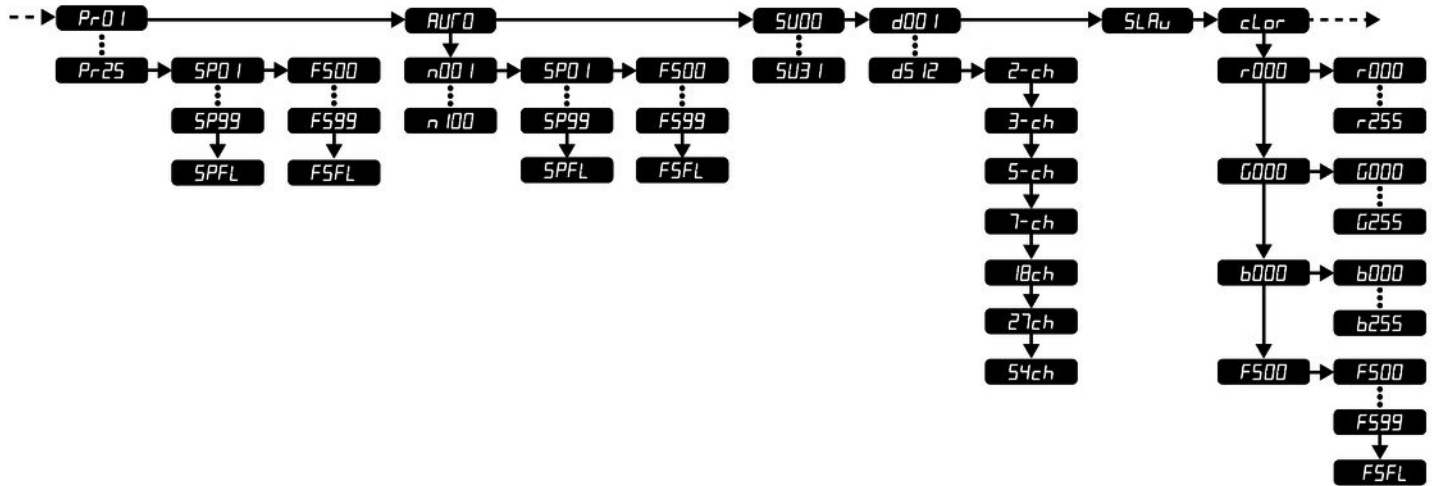 Pr01 AUTO SU00 d001 SLAu cLor
Pr25 SP01 FS00 n001 SP01 FS00 SU31 d512 2-ch r000 r000
SP99 FS99 n100 SP99 FS99 3-ch r255
SPFL FSFL SPFL FSFL 5-ch G000 G000
7-ch G255
18ch b000 b000
27ch b255
54ch FS00 FS00
FS99
FSFL